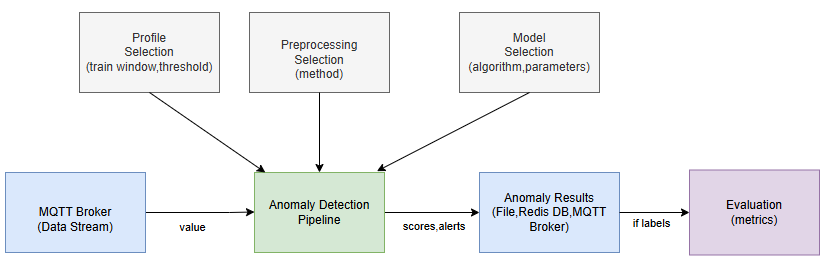 Profile
Selection
(train window,threshold)
Preprocessing
Selection
(method)
Model
Selection
(algorithm,parameters)
MQTT Broker
(Data Stream)
value
Anomaly Detection
Pipeline
scores,alerts
Anomaly Results
(File,Redis DB,MQTT
Broker)
if labels
Evaluation
(metrics)